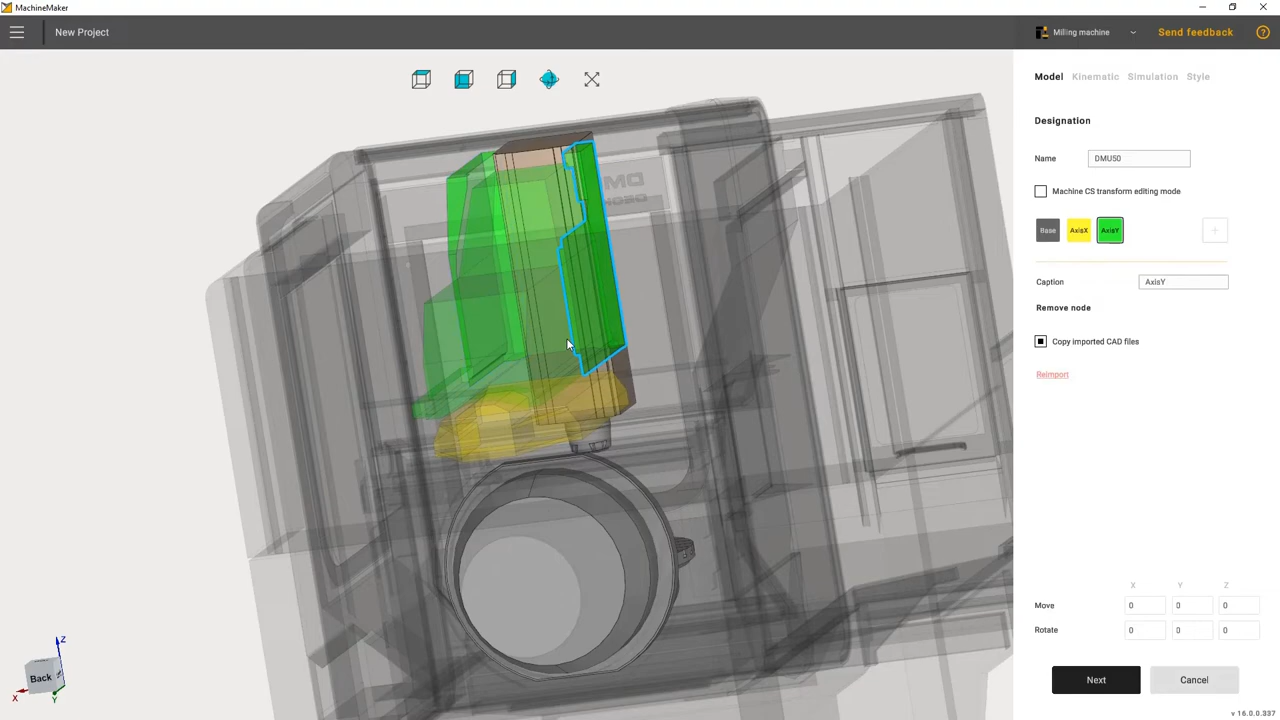 MachineMaker
New Project
Milling machine
Send feedback
?
Model Kinematic Simulation Style
Designation
Name DMU50
Machine CS transform editing mode
Base AxisX AxisY +
Caption AxisY
Remove node
Copy imported CAD files
Reimport
X Y Z
Move 0 0 0
Rotate 0 0 0
Next Cancel
v 16.0.0.337
Z
Back
X
Y